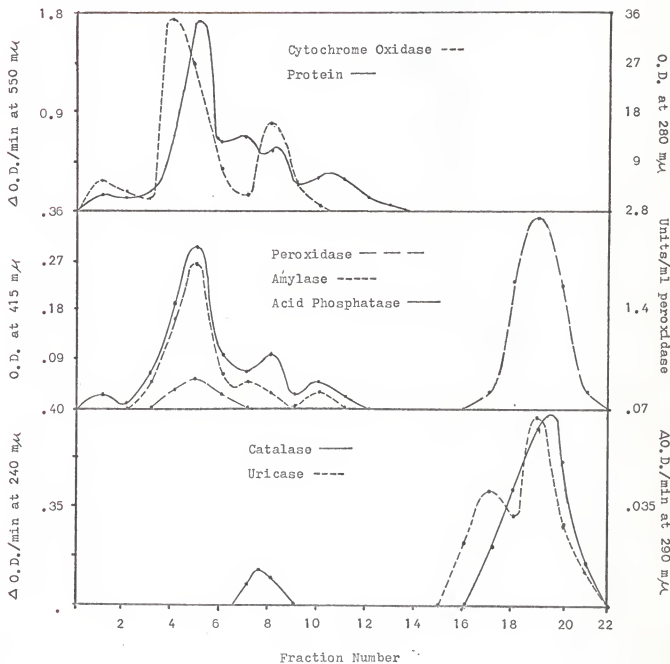 1.8
0.9
.36
Δ O.D./min at 550 mμ
Cytochrome Oxidase ----
Protein ——
36
27
18
9
2.8
O.D. at 280 mμ
.27
.18
.09
.40
O.D. at 415 mμ
Peroxidase — — —
Amylase -----
Acid Phosphatase ——
1.4
.07
Units/ml peroxidase
.35
.
Δ O.D./min at 240 mμ
Catalase ——
Uricase ----
.035
ΔO.D./min at 290 mμ
2 4 6 8 10 12 14 16 18 20 22
Fraction Number